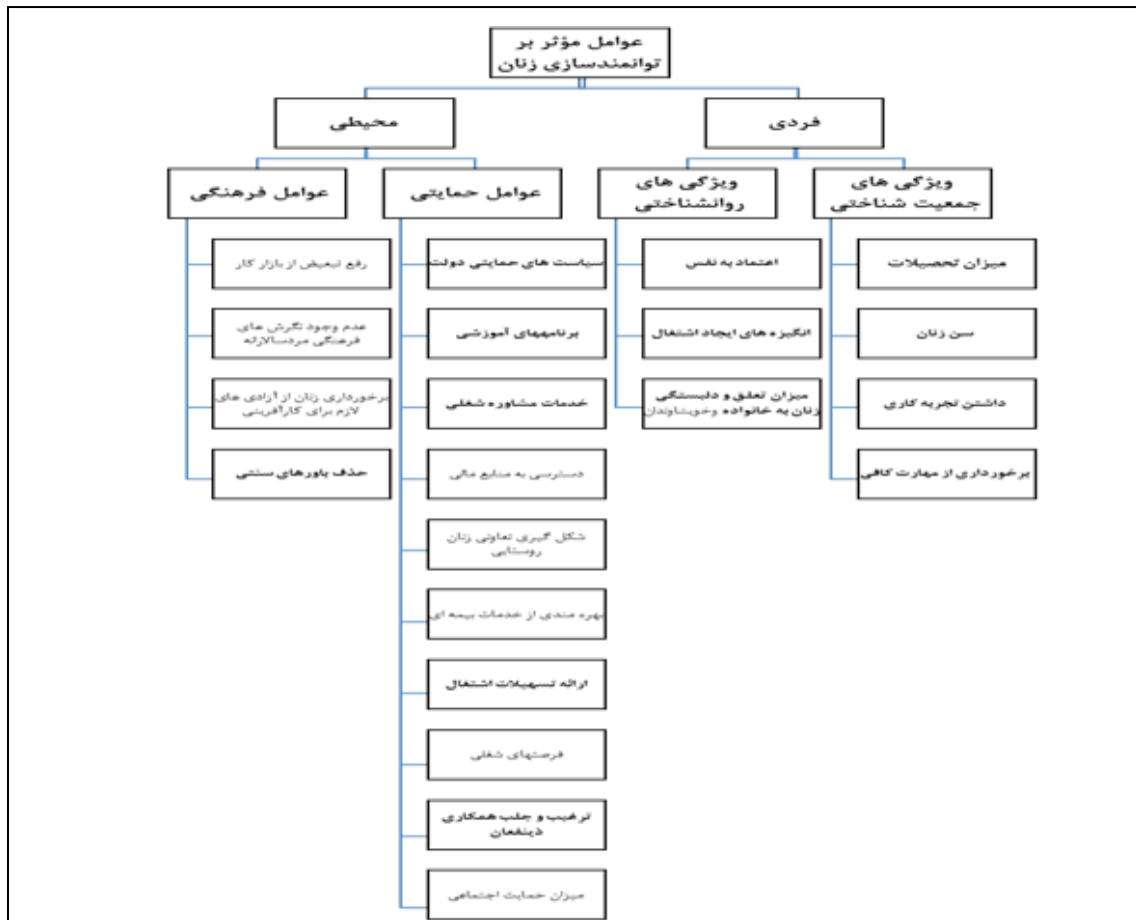 عوامل مؤثر بر
توانمندسازی زنان
فردی
محیطی
ویژگی های
جمعیت شناختی
ویژگی های
روانشناختی
عوامل حمایتی
عوامل فرهنگی
میزان تحصیلات
سن زنان
داشتن تجربه کاری
برخورداری از مهارت کافی
اعتماد به نفس
انگیزه های ایجاد اشتغال
میزان تعلق و دلبستگی
زنان به خانواده وخویشاوندان
سیاست های حمایتی دولت
برنامههای آموزشی
خدمات مشاوره شغلی
دسترسی به منابع مالی
شکل گیری تعاونی زنان
روستایی
بهره مندی از خدمات بیمه ای
ارائه تسهیلات اشتغال
فرصتهای شغلی
ترغیب و جلب همکاری
ذینفعان
میزان حمایت اجتماعی
رفع تبعیض از بازار کار
عدم وجود نگرش های
فرهنگی مردسالارانه
برخورداری زنان از آزادی های
لازم برای کارآفرینی
حذف باورهای سنتی